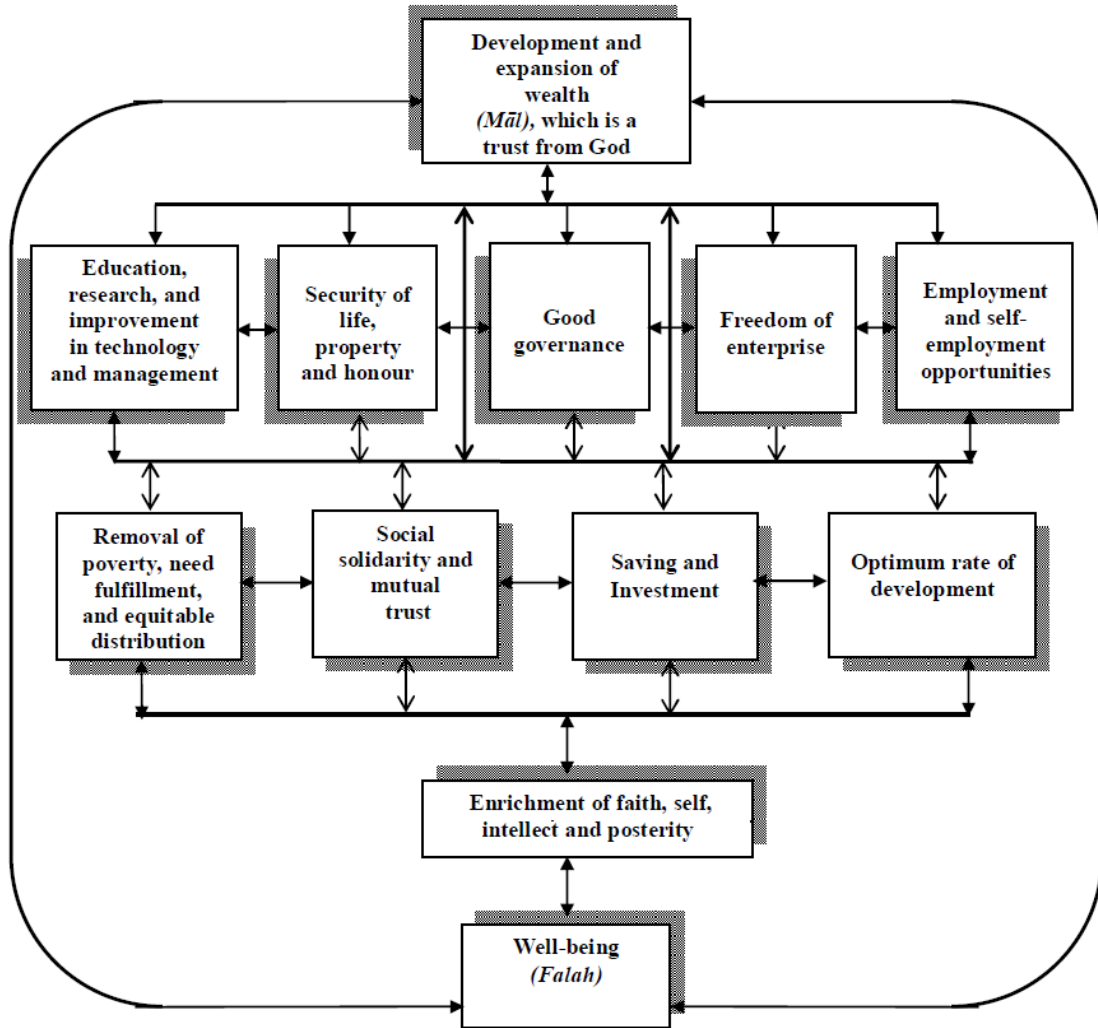 Development and
expansion of
wealth
(Māl), which is a
trust from God
Education,
research, and
improvement
in technology
and management
Security of
life,
property
and honour
Good
governance
Freedom of
enterprise
Employment
and self-
employment
opportunities
Removal of
poverty, need
fulfillment,
and equitable
distribution
Social
solidarity and
mutual
trust
Saving and
Investment
Optimum rate of
development
Enrichment of faith, self,
intellect and posterity
Well-being
(Falah)